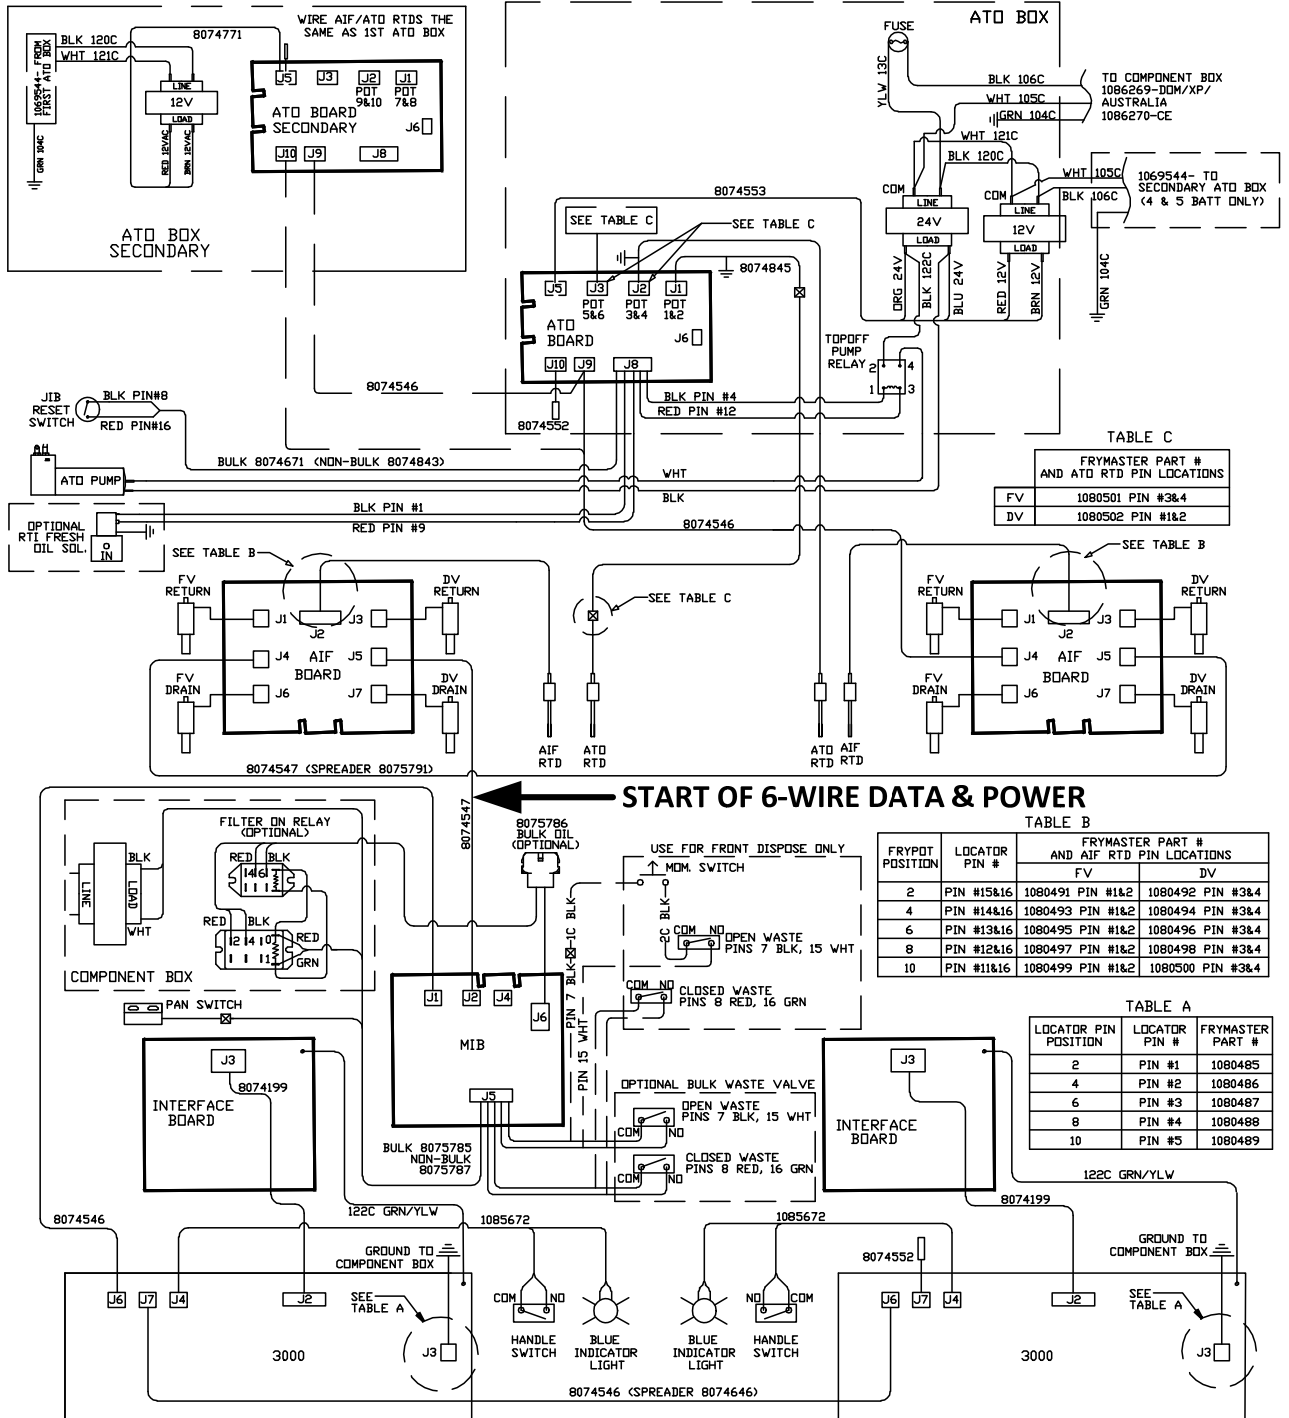 WIRE AIF/ATO RTDS THE
SAME AS 1ST ATO BOX
8074771
BLK 120C
WHT 121C
1069544- FROM
FIRST ATO BOX
GRN 104C
LINE
12V
LOAD
RED 12VAC
BRN 12VAC
J5
J3
J2
J1
POT
9&10
POT
7&8
ATO BOARD
SECONDARY
J6
J10
J9
J8
ATO BOX
SECONDARY
ATO BOX
FUSE
YLW 13C
BLK 106C
WHT 105C
GRN 104C
TO COMPONENT BOX
1086269-DOM/XP/
AUSTRALIA
1086270-CE
WHT 121C
BLK 120C
WHT 105C
BLK 106C
1069544- TO
SECONDARY ATO BOX
(4 & 5 BATT ONLY)
GRN 104C
COM
LINE
24V
LOAD
COM
LINE
12V
LOAD
ORG 24V
BLK 122C
BLU 24V
RED 12V
BRN 12V
8074553
SEE TABLE C
SEE TABLE C
8074845
J5
J3
J2
J1
POT
5&6
POT
3&4
POT
1&2
ATO
BOARD
J6
J10
J9
J8
TOPOFF
PUMP
RELAY
2
4
1
3
BLK PIN #4
RED PIN #12
8074546
8074552
JIB
RESET
SWITCH
BLK PIN#8
RED PIN#16
BULK 8074671 (NON-BULK 8074843)
ATO PUMP
WHT
BLK
OPTIONAL
RTI FRESH
OIL SOL.
IN
BLK PIN #1
RED PIN #9
8074546
TABLE C
FRYMASTER PART #
AND ATO RTD PIN LOCATIONS
FV 1080501 PIN #3&4
DV 1080502 PIN #1&2
SEE TABLE B
SEE TABLE C
SEE TABLE B
FV
RETURN
DV
RETURN
J1
J2
J3
J4
AIF
BOARD
J5
J6
J7
FV
DRAIN
DV
DRAIN
AIF
RTD
ATO
RTD
ATO
RTD
AIF
RTD
FV
RETURN
DV
RETURN
J1
J2
J3
J4
AIF
BOARD
J5
J6
J7
FV
DRAIN
DV
DRAIN
8074547 (SPREADER 8075791)
8074547
START OF 6-WIRE DATA & POWER
FILTER ON RELAY
(OPTIONAL)
RED
BLK
4 6
BLK
LINE
LOAD
WHT
RED
BLK
2 4
0
1
RED
GRN
COMPONENT BOX
PAN SWITCH
8075786
BULK OIL
(OPTIONAL)
USE FOR FRONT DISPOSE ONLY
MOM. SWITCH
1C BLK
2C BLK
COM
NO
OPEN WASTE
PINS 7 BLK, 15 WHT
COM
NO
CLOSED WASTE
PINS 8 RED, 16 GRN
PIN 7 BLK
PIN 15 WHT
J1
J2
J4
J6
MIB
J5
BULK 8075785
NON-BULK
8075787
OPTIONAL BULK WASTE VALVE
OPEN WASTE
PINS 7 BLK, 15 WHT
COM
NO
CLOSED WASTE
PINS 8 RED, 16 GRN
COM
NO
TABLE B
FRYPOT
POSITION
LOCATOR
PIN #
FRYMASTER PART #
AND AIF RTD PIN LOCATIONS
FV DV
2 PIN #15&16 1080491 PIN #1&2 1080492 PIN #3&4
4 PIN #14&16 1080493 PIN #1&2 1080494 PIN #3&4
6 PIN #13&16 1080495 PIN #1&2 1080496 PIN #3&4
8 PIN #12&16 1080497 PIN #1&2 1080498 PIN #3&4
10 PIN #11&16 1080499 PIN #1&2 1080500 PIN #3&4
TABLE A
LOCATOR PIN
POSITION
LOCATOR
PIN #
FRYMASTER
PART #
2 PIN #1 1080485
4 PIN #2 1080486
6 PIN #3 1080487
8 PIN #4 1080488
10 PIN #5 1080489
J3
8074199
INTERFACE
BOARD
J3
INTERFACE
BOARD
122C GRN/YLW
8074199
8074546
122C GRN/YLW
1085672
1085672
GROUND TO
COMPONENT BOX
8074552
GROUND TO
COMPONENT BOX
J6
J7
J4
J2
SEE
TABLE A
J3
3000
COM
NO
HANDLE
SWITCH
BLUE
INDICATOR
LIGHT
BLUE
INDICATOR
LIGHT
NO
COM
HANDLE
SWITCH
J6
J7
J4
J2
SEE
TABLE A
J3
3000
8074546 (SPREADER 8074646)